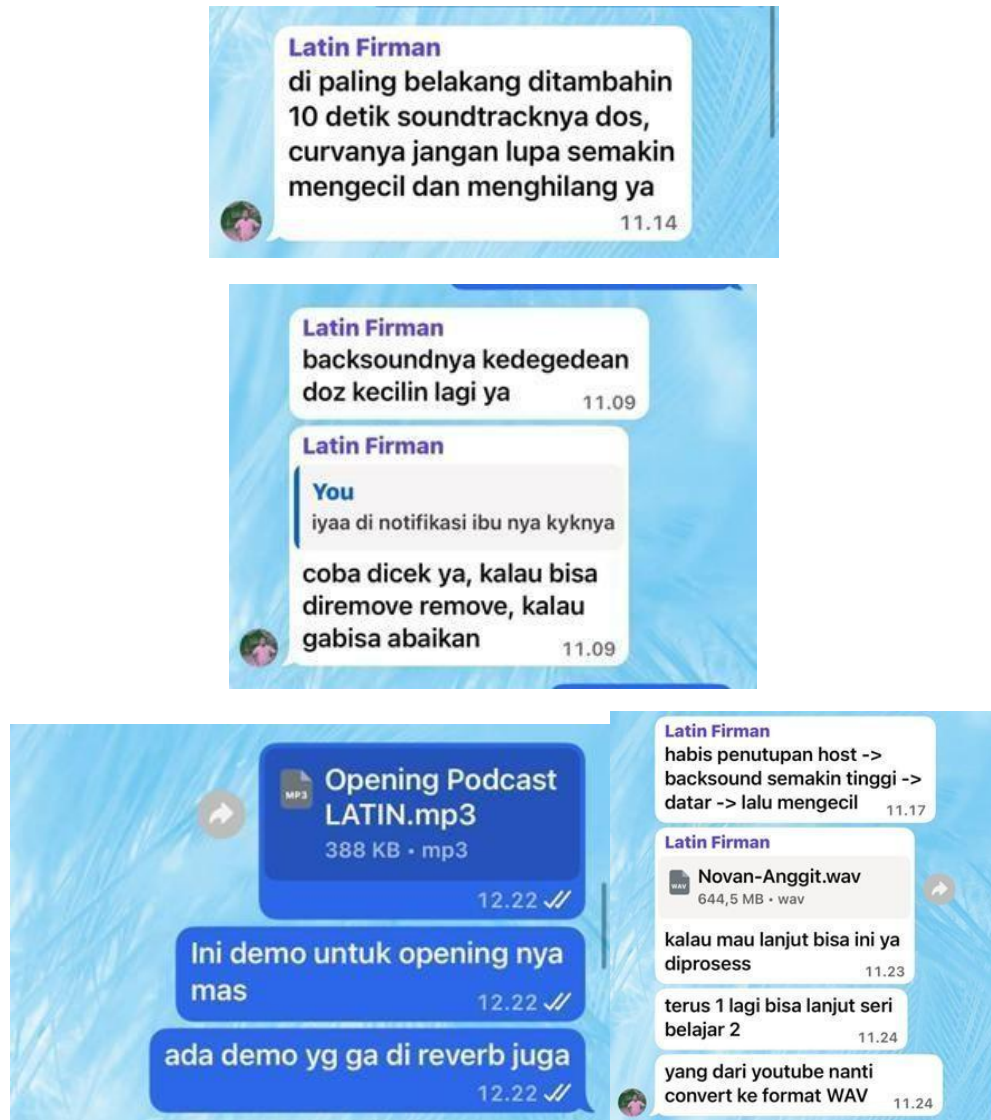 Latin Firman
di paling belakang ditambahin
10 detik soundtracknya dos,
curvanya jangan lupa semakin
mengecil dan menghilang ya
11.14
Latin Firman
backsoundnya kedegedean
doz kecilin lagi ya
11.09
Latin Firman
You
iyaa di notifikasi ibu nya kyknya
coba dicek ya, kalau bisa
diremove remove, kalau
gabisa abaikan
11.09
MP3
Opening Podcast
LATIN.mp3
388 KB • mp3
12.22
Ini demo untuk opening nya
mas
12.22
ada demo yg ga di reverb juga
12.22
Latin Firman
habis penutupan host ->
backsound semakin tinggi ->
datar -> lalu mengecil
11.17
Latin Firman
WAV
Novan-Anggit.wav
644,5 MB • wav
kalau mau lanjut bisa ini ya
diprosess
11.23
terus 1 lagi bisa lanjut seri
belajar 2
11.24
yang dari youtube nanti
convert ke format WAV
11.24